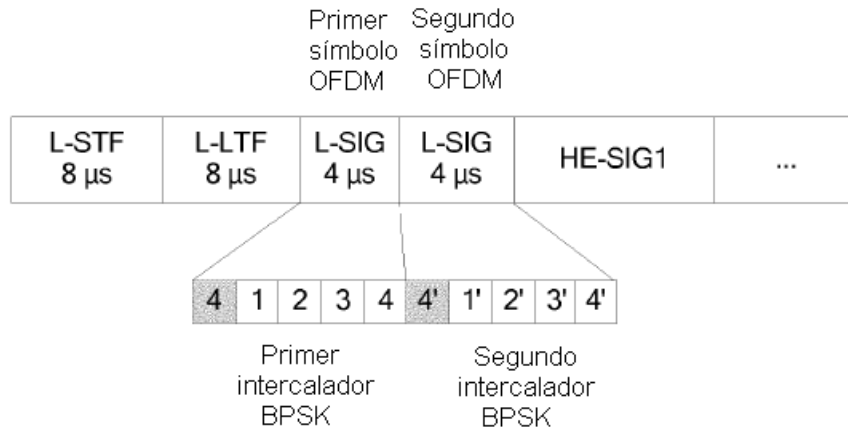 Primer Segundo
símbolo símbolo
OFDM OFDM
L-STF L-LTF L-SIG L-SIG HE-SIG1 ...
8 µs 8 µs 4 µs 4 µs
4 1 2 3 4 4' 1' 2' 3' 4'
Primer Segundo
intercalador intercalador
BPSK BPSK